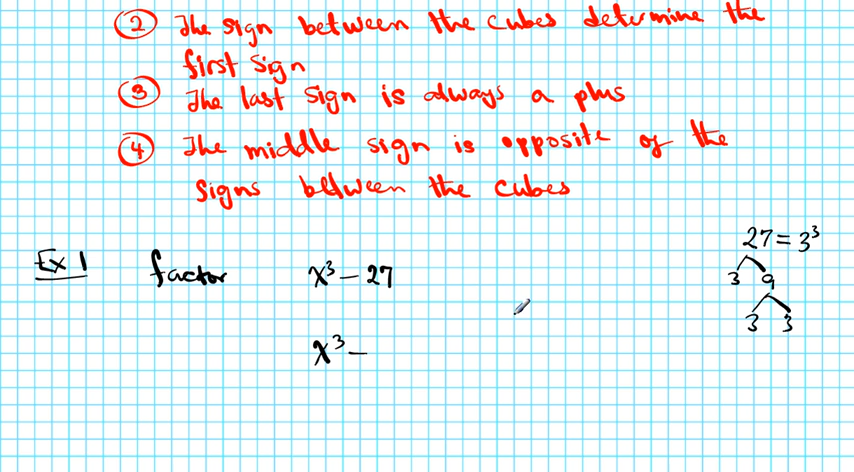 ② The sign between the cubes determine the
first sign
③ The last sign is always a plus
④ The middle sign is opposite of the
signs between the cubes
27 = 3³
Ex 1 factor x³ - 27
3 9
3 3
x³ -